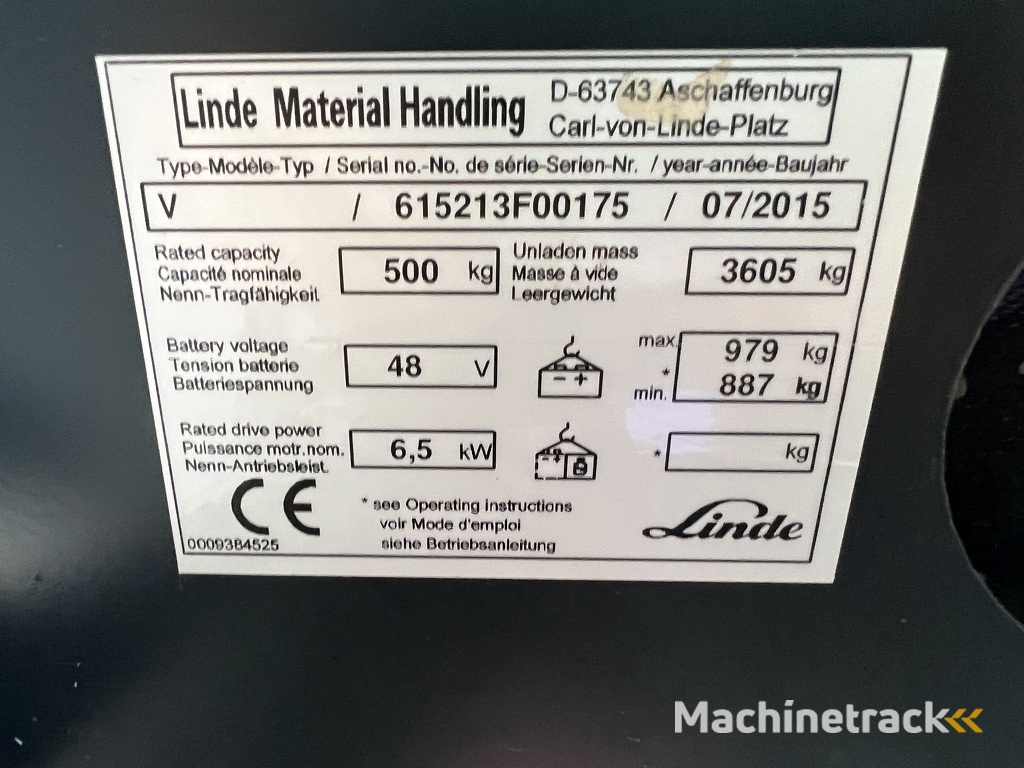 Linde Material Handling
D-63743 Aschaffenburg
Carl-von-Linde-Platz
Type-Modèle-Typ / Serial no.-No. de série-Serien-Nr. / year-année-Baujahr
V / 615213F00175 / 07/2015
Rated capacity
Capacité nominale
Nenn-Tragfähigkeit
500 kg
Unladen mass
Masse à vide
Leergewicht
3605 kg
Battery voltage
Tension batterie
Batteriespannung
48 V
- +
max. 979 kg
*
min. 887 kg
Rated drive power
Puissance motr.nom.
Nenn-Antriebsleist.
6,5 kW
* kg
CE
0009384525
* see Operating instructions
voir Mode d'emploi
siehe Betriebsanleitung
Linde
Machinetrack